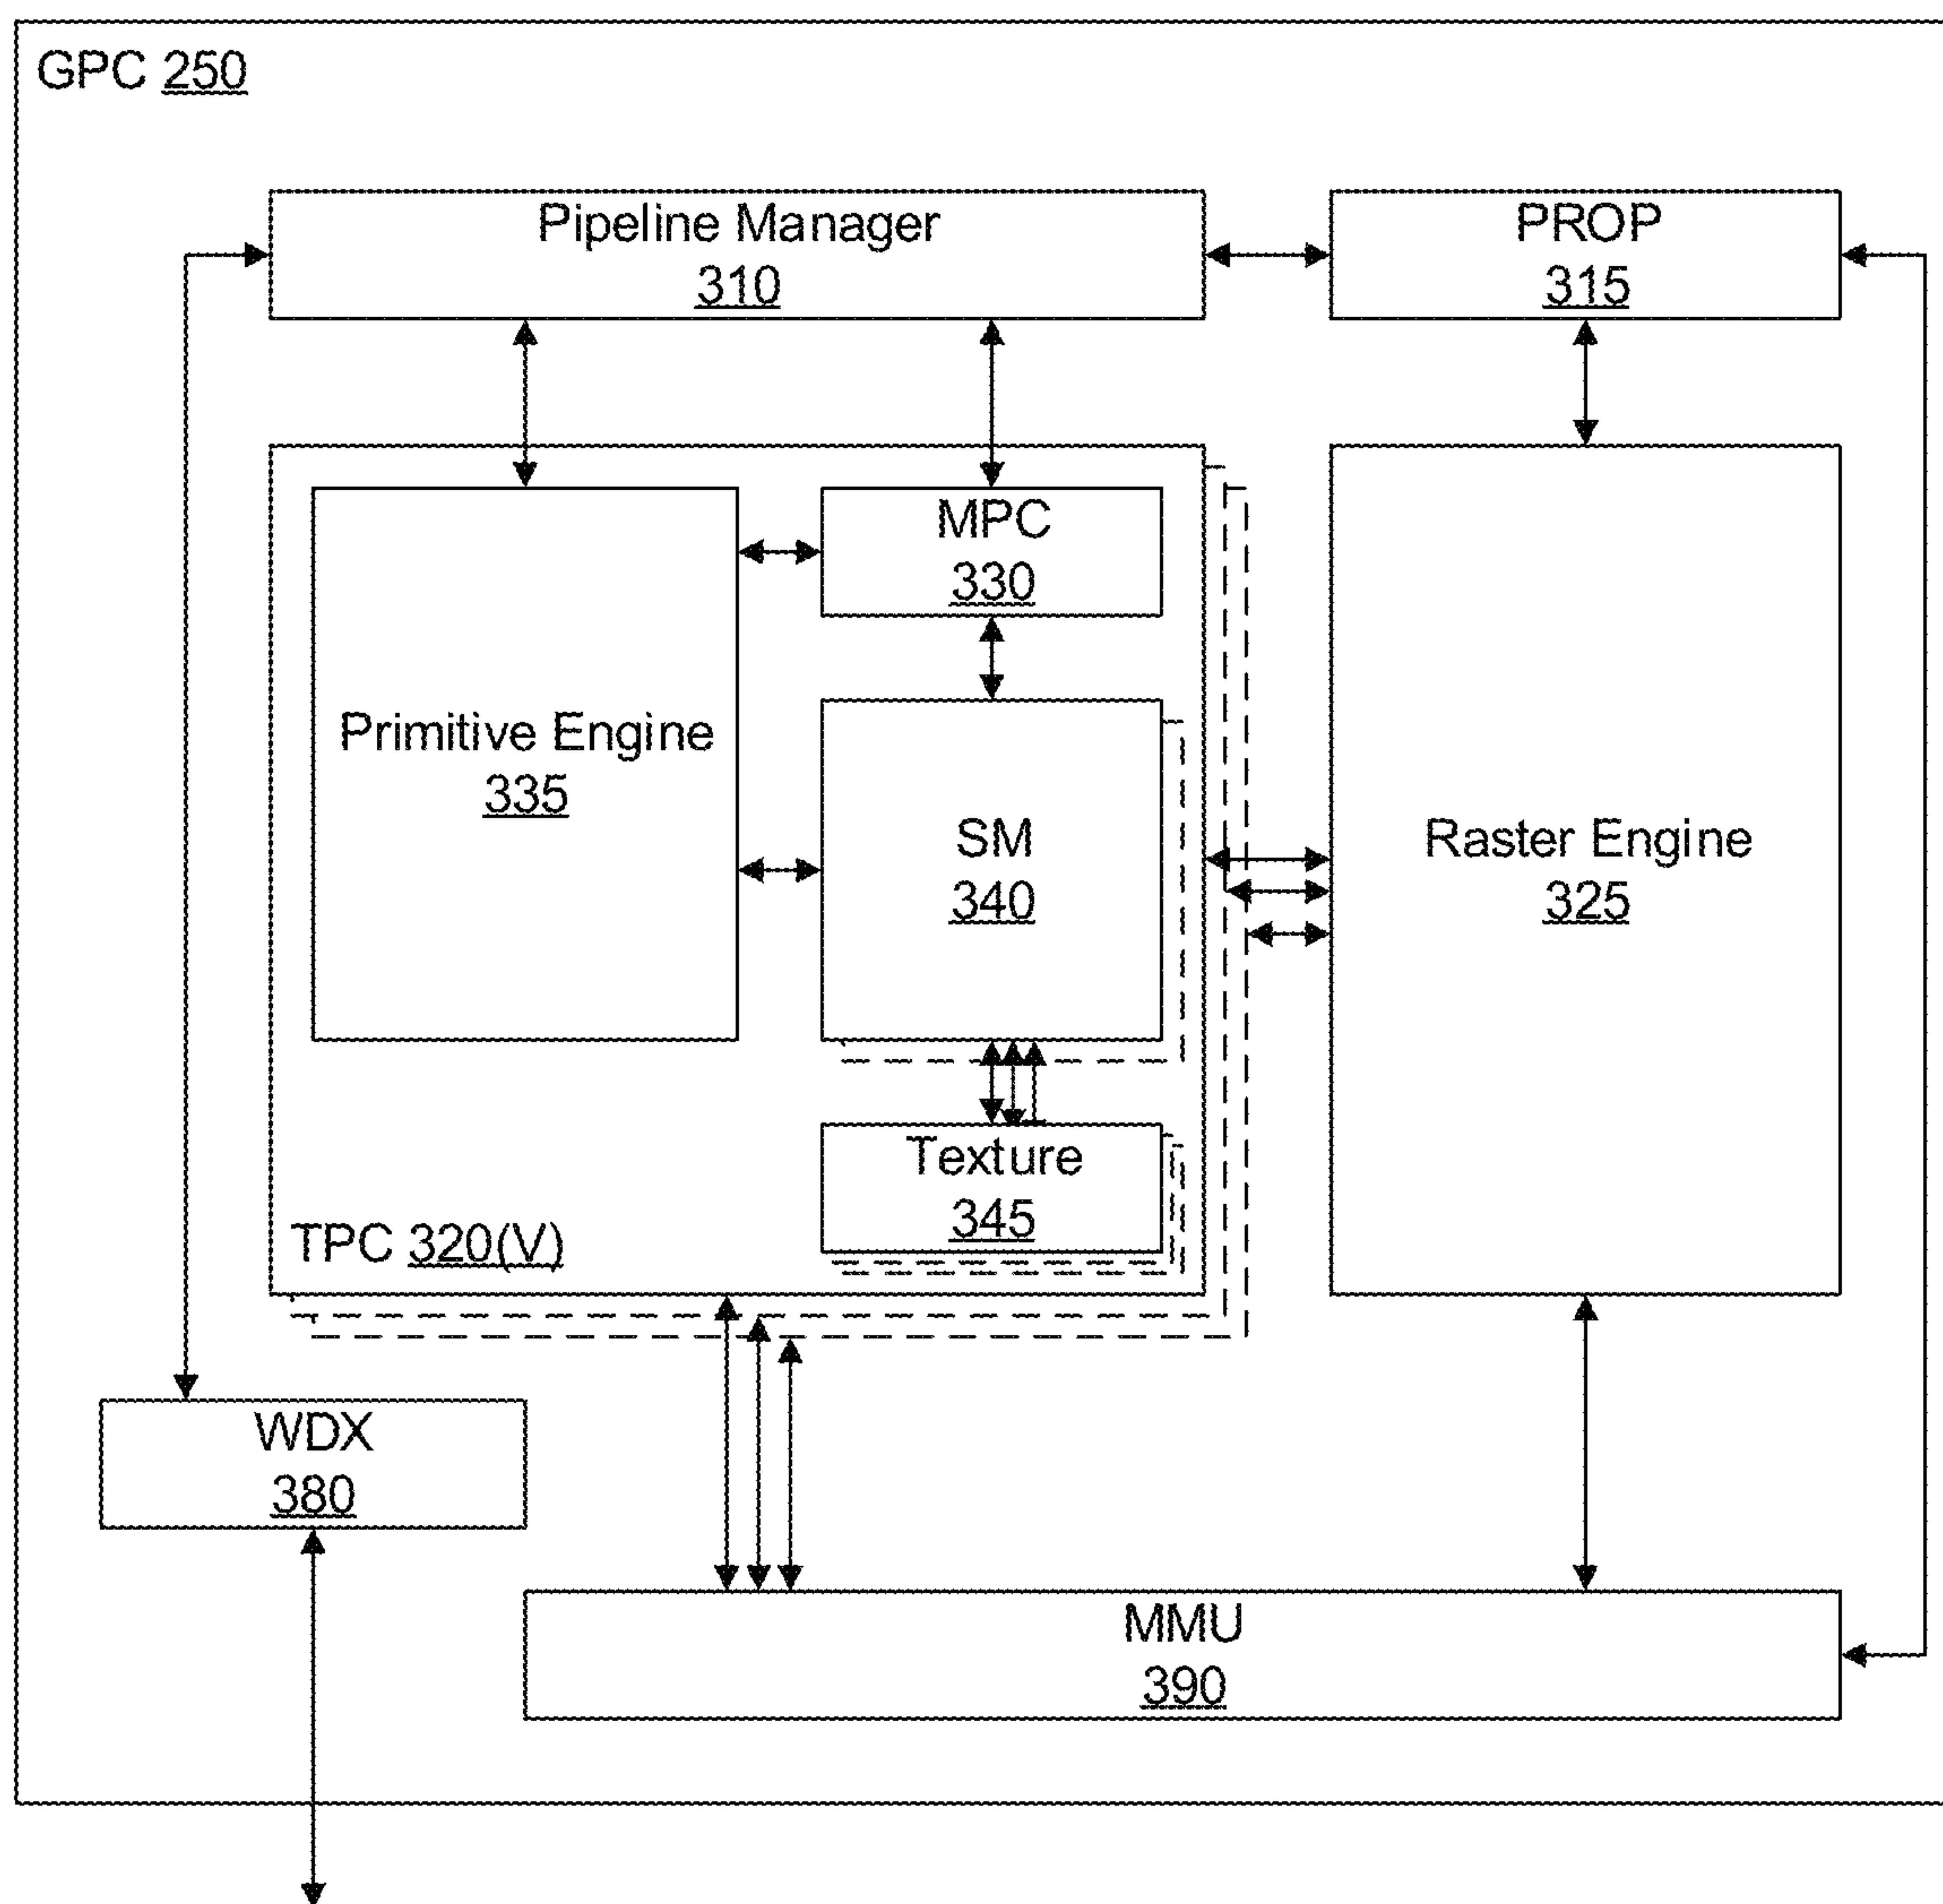 GPC 250
Pipeline Manager
310
PROP
315
MPC
330
Primitive Engine
335
SM
340
Raster Engine
325
Texture
345
TPC 320(V)
WDX
380
MMU
390